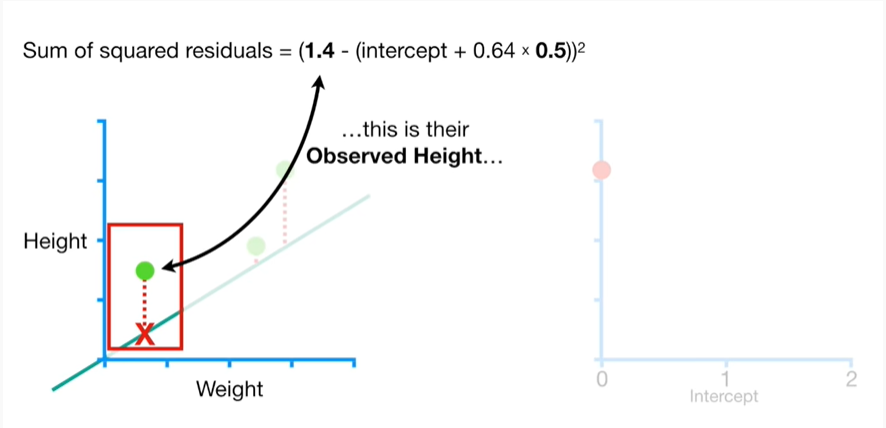 Sum of squared residuals = (1.4 - (intercept + 0.64 × 0.5))²
…this is their
Observed Height…
Height
X
Weight
0
1
2
Intercept